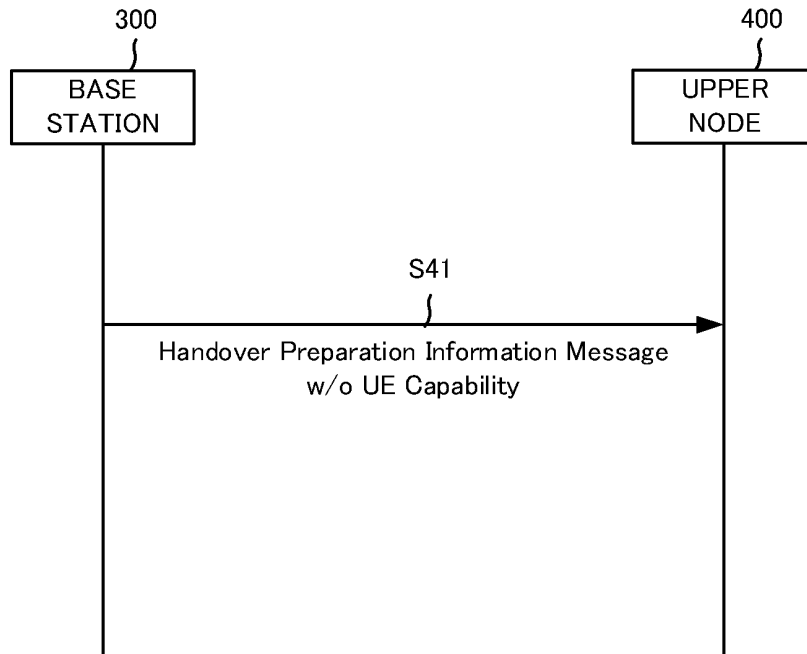 300
400
BASE
STATION
UPPER
NODE
S41
Handover Preparation Information Message
w/o UE Capability